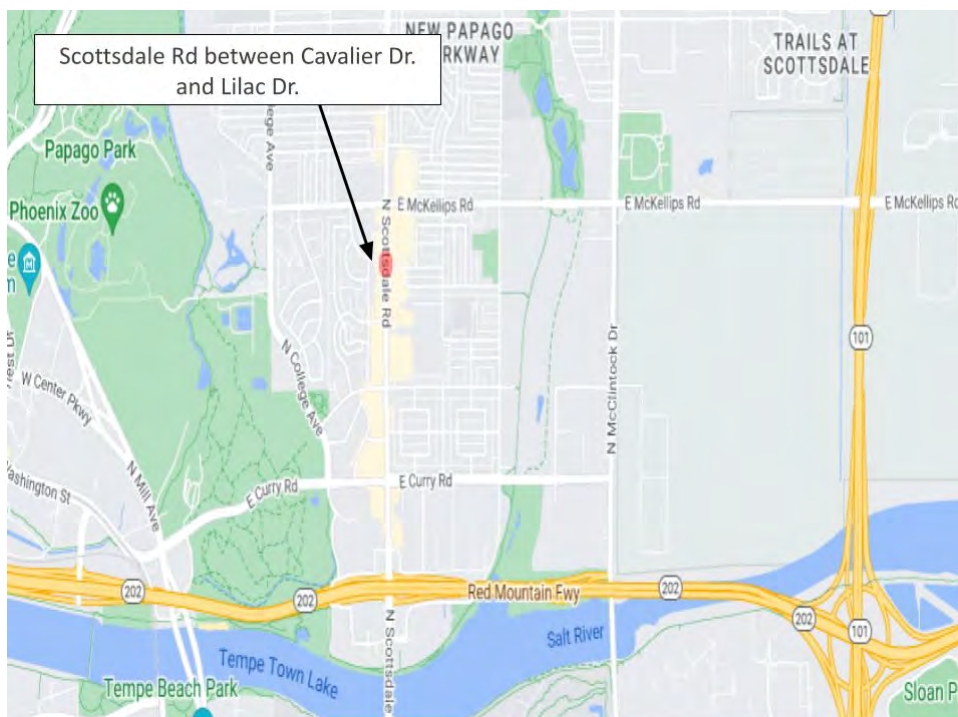 NEW PAPAGO
RKWAY
Scottsdale Rd between Cavalier Dr.
and Lilac Dr.
TRAILS AT
SCOTTSDALE
ege Ave
Papago Park
Phoenix Zoo
E McKellips Rd
E McKellips Rd
E McKellips Rd
N Scottsdale Rd
101
N College Ave
N McClintock Dr
W Center Pkwy
Washington St
N Mill Ave
E Curry Rd
E Curry Rd
202
202
Red Mountain Fwy
202
202
101
Salt River
N Scottsdale
Tempe Town Lake
Tempe Beach Park
Sloan P